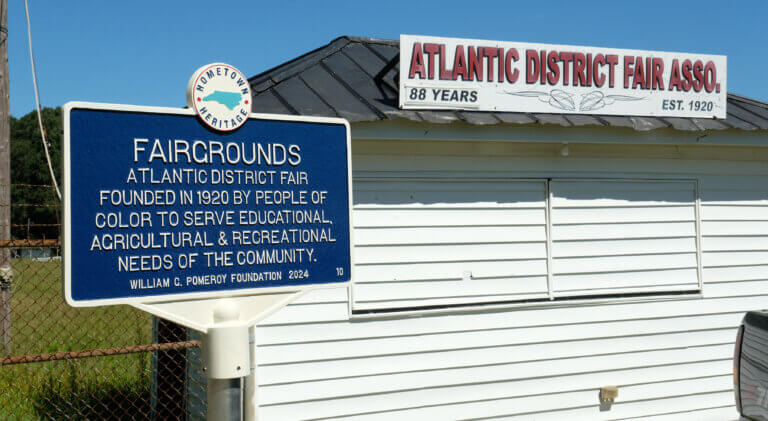 HOMETOWN
HERITAGE
FAIRGROUNDS
ATLANTIC DISTRICT FAIR
FOUNDED IN 1920 BY PEOPLE OF
COLOR TO SERVE EDUCATIONAL,
AGRICULTURAL & RECREATIONAL
NEEDS OF THE COMMUNITY.
WILLIAM G. POMEROY FOUNDATION 2024 10
ATLANTIC DISTRICT FAIR ASSO.
88 YEARS
EST. 1920